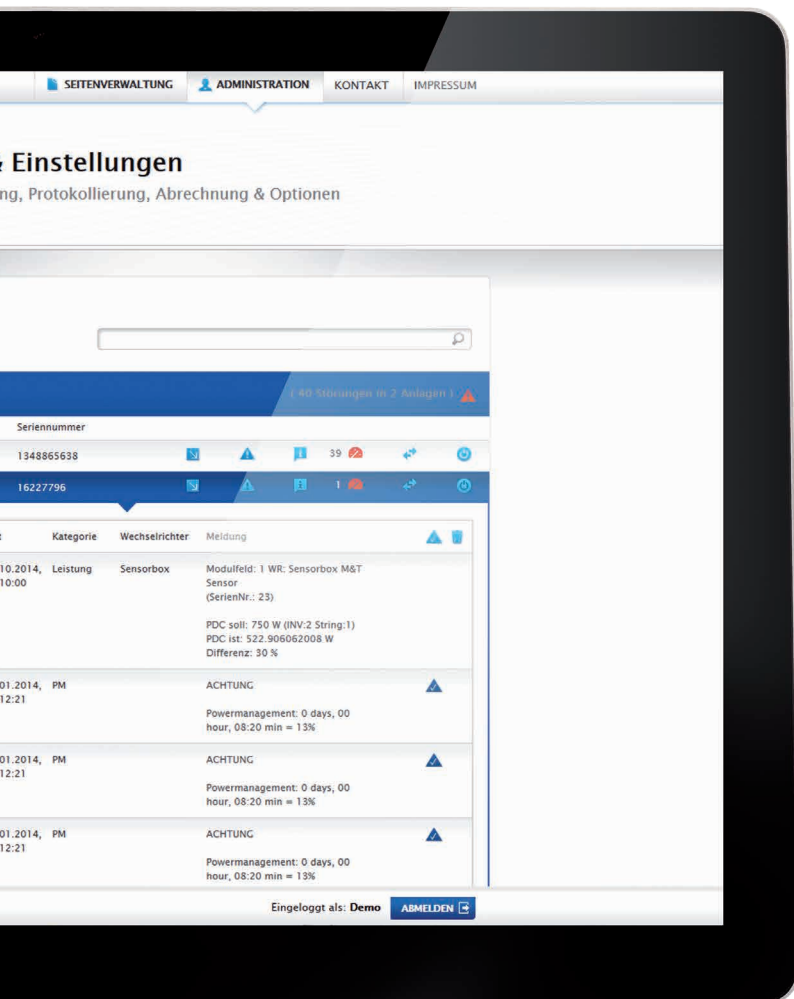 SEITENVERWALTUNG ADMINISTRATION KONTAKT IMPRESSUM
& Einstellungen
ng, Protokollierung, Abrechnung & Optionen
( 40 Störungen in 2 Anlagen )
Seriennummer
1348865638 39
16227796 1
Kategorie Wechselrichter Meldung
10.2014, Leistung Sensorbox Modulfeld: 1 WR: Sensorbox M&T
10:00 Sensor
(SerienNr.: 23)
PDC soll: 750 W (INV:2 String:1)
PDC ist: 522.906062008 W
Differenz: 30 %
01.2014, PM ACHTUNG
12:21
Powermanagement: 0 days, 00
hour, 08:20 min = 13%
01.2014, PM ACHTUNG
12:21
Powermanagement: 0 days, 00
hour, 08:20 min = 13%
01.2014, PM ACHTUNG
12:21
Powermanagement: 0 days, 00
hour, 08:20 min = 13%
Eingeloggt als: Demo ABMELDEN